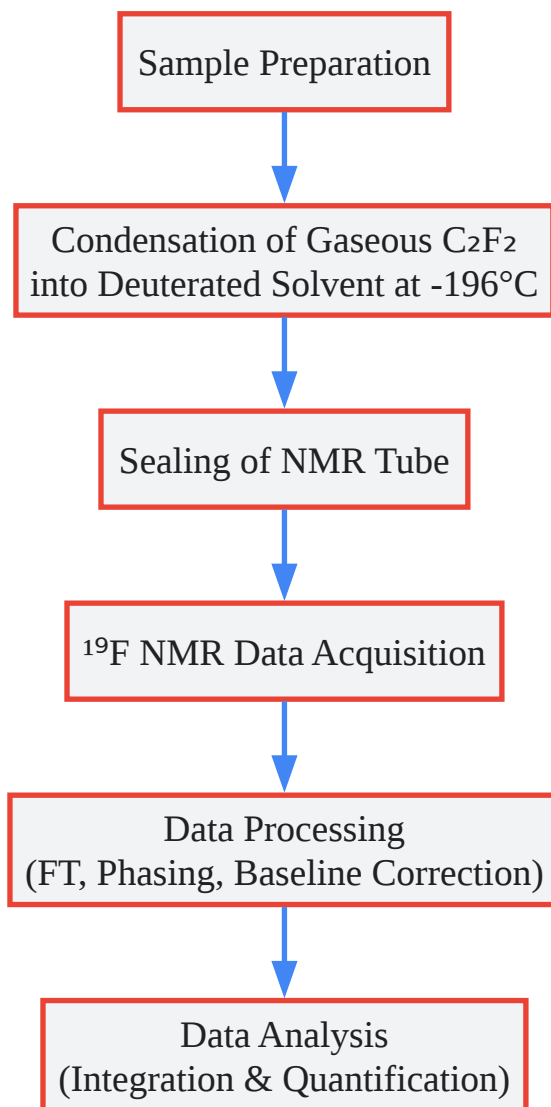 Sample Preparation
Condensation of Gaseous C₂F₂
into Deuterated Solvent at -196°C
Sealing of NMR Tube
¹⁹F NMR Data Acquisition
Data Processing
(FT, Phasing, Baseline Correction)
Data Analysis
(Integration & Quantification)